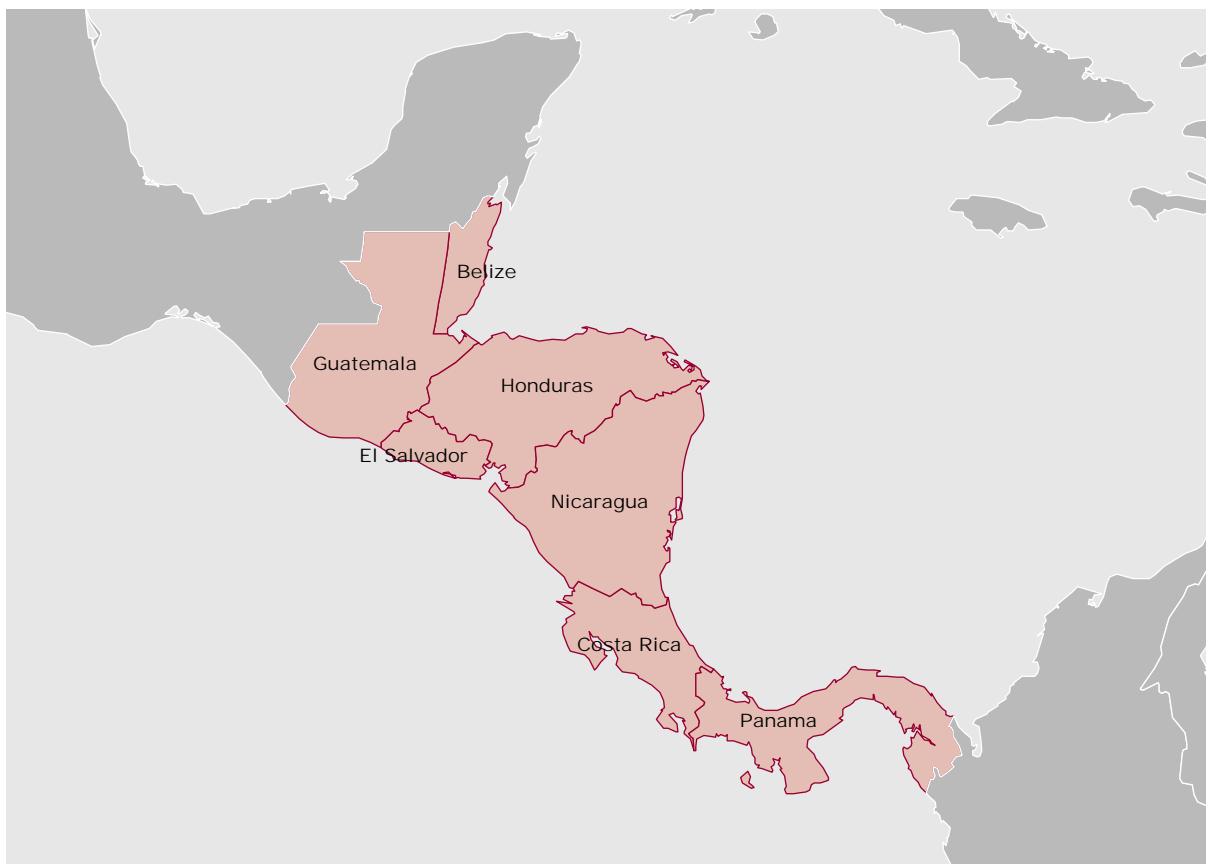 Belize
Guatemala
Honduras
El Salvador
Nicaragua
Costa Rica
Panama